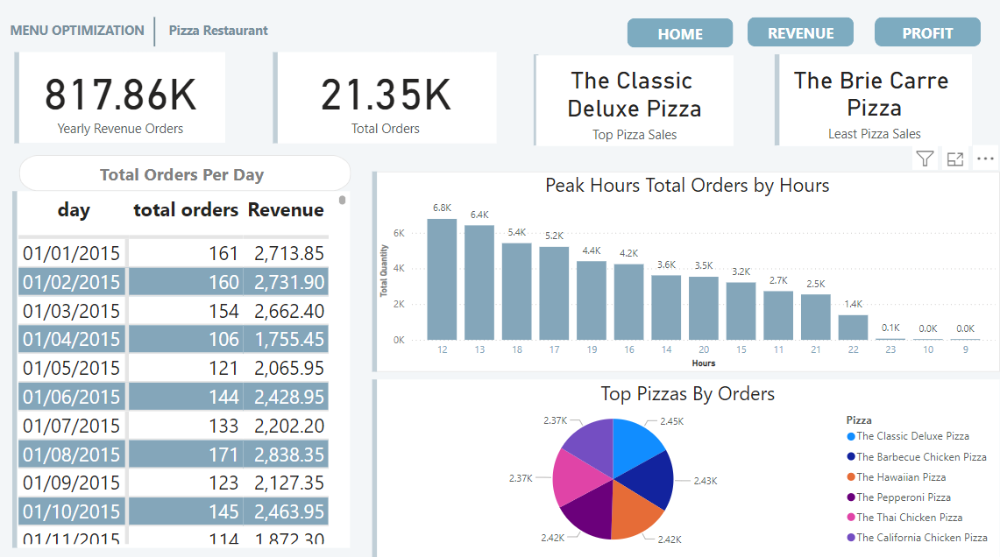 MENU OPTIMIZATION Pizza Restaurant
HOME REVENUE PROFIT
817.86K
Yearly Revenue Orders
21.35K
Total Orders
The Classic
Deluxe Pizza
Top Pizza Sales
The Brie Carre
Pizza
Least Pizza Sales
Total Orders Per Day
day total orders Revenue
01/01/2015 161 2,713.85
01/02/2015 160 2,731.90
01/03/2015 154 2,662.40
01/04/2015 106 1,755.45
01/05/2015 121 2,065.95
01/06/2015 144 2,428.95
01/07/2015 133 2,202.20
01/08/2015 171 2,838.35
01/09/2015 123 2,127.35
01/10/2015 145 2,463.95
01/11/2015 114 1,872.30
Peak Hours Total Orders by Hours
Total Quantity
6K
4K
2K
0K
6.8K 6.4K 5.4K 5.2K 4.4K 4.2K 3.6K 3.5K 3.2K 2.7K 2.5K 1.4K 0.1K 0.0K 0.0K
12 13 18 17 19 16 14 20 15 11 21 22 23 10 9
Hours
Top Pizzas By Orders
2.37K 2.45K
2.37K 2.43K
2.42K 2.42K
Pizza
The Classic Deluxe Pizza
The Barbecue Chicken Pizza
The Hawaiian Pizza
The Pepperoni Pizza
The Thai Chicken Pizza
The California Chicken Pizza